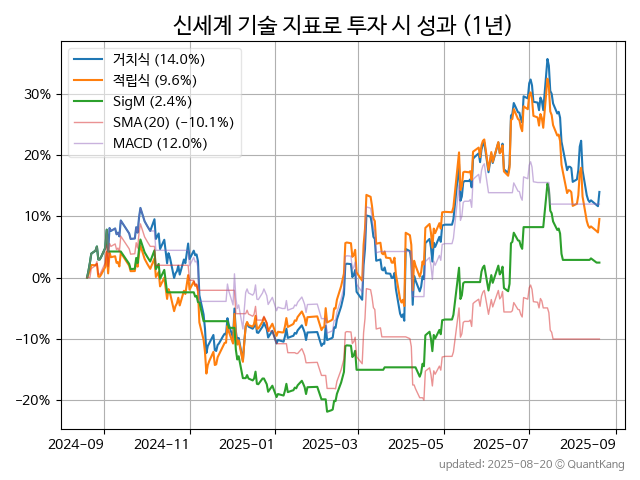 신세계 기술 지표로 투자 시 성과 (1년)
거치식 (14.0%)
적립식 (9.6%)
SigM (2.4%)
SMA(20) (−10.1%)
MACD (12.0%)
30%
20%
10%
0%
−10%
−20%
2024-09 2024-11 2025-01 2025-03 2025-05 2025-07 2025-09
updated: 2025-08-20 © QuantKang